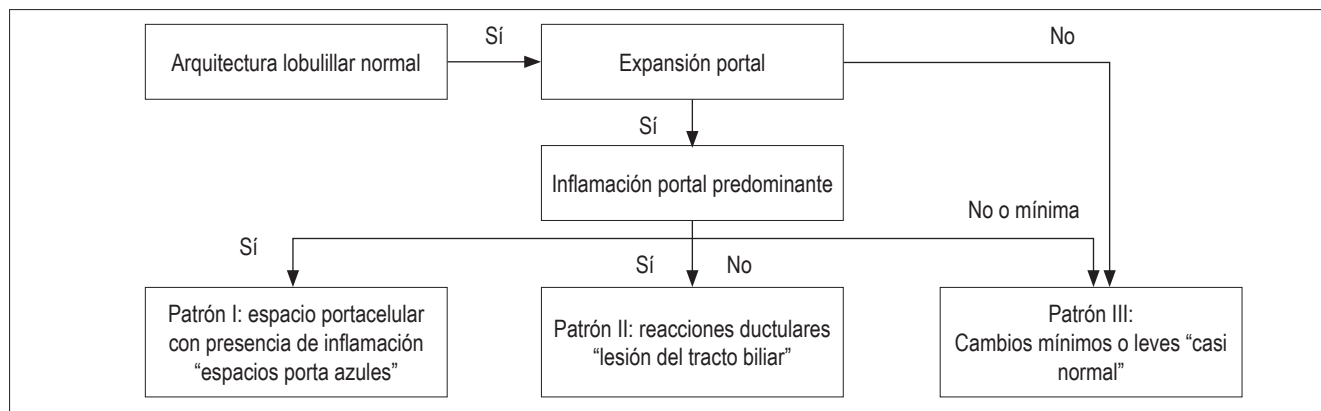 Arquitectura lobulillar normal
Sí
Expansión portal
No
Sí
Inflamación portal predominante
No o mínima
Sí
Sí
No
Patrón I: espacio portacelular
con presencia de inflamación
“espacios porta azules”
Patrón II: reacciones ductulares
“lesión del tracto biliar”
Patrón III:
Cambios mínimos o leves “casi
normal”